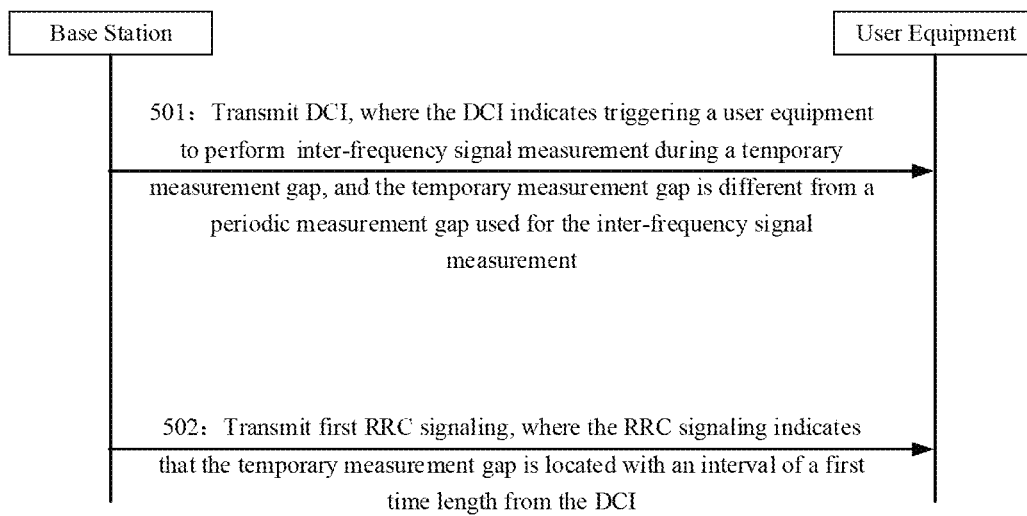 Base Station
User Equipment
501：Transmit DCI, where the DCI indicates triggering a user equipment
to perform inter-frequency signal measurement during a temporary
measurement gap, and the temporary measurement gap is different from a
periodic measurement gap used for the inter-frequency signal
measurement
502：Transmit first RRC signaling, where the RRC signaling indicates
that the temporary measurement gap is located with an interval of a first
time length from the DCI